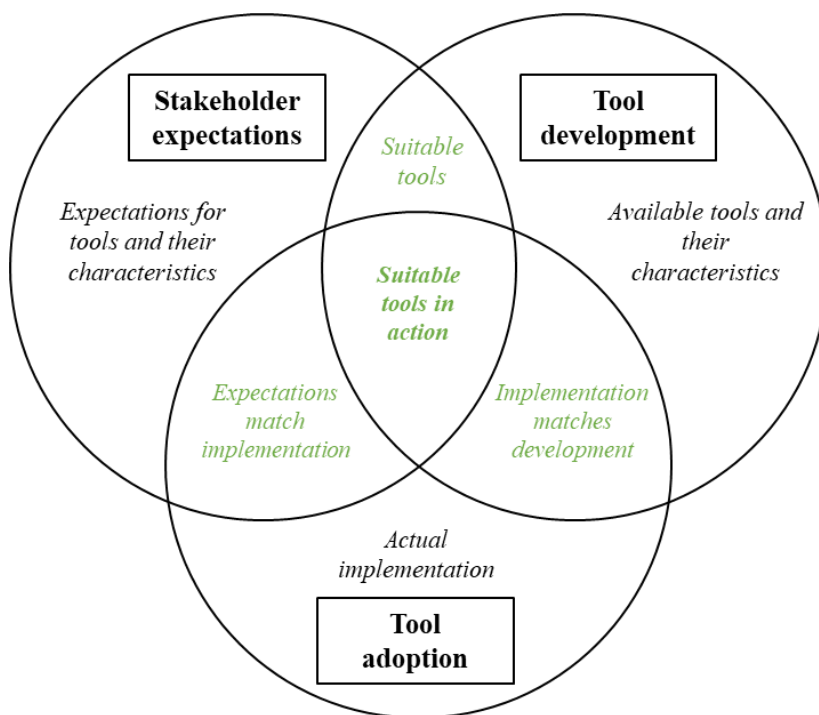 Stakeholder
expectations
Tool
development
Suitable
tools
Expectations for
tools and their
characteristics
Available tools and
their
characteristics
Suitable
tools in
action
Expectations
match
implementation
Implementation
matches
development
Actual
implementation
Tool
adoption